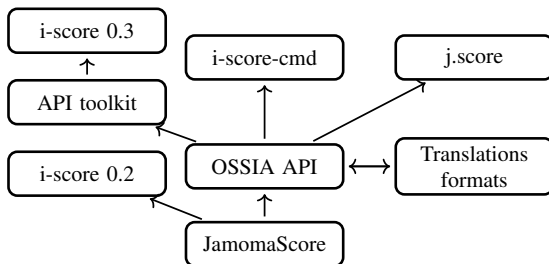 i-score 0.3
i-score-cmd
j.score
API toolkit
i-score 0.2
OSSIA API
Translations
formats
JamomaScore